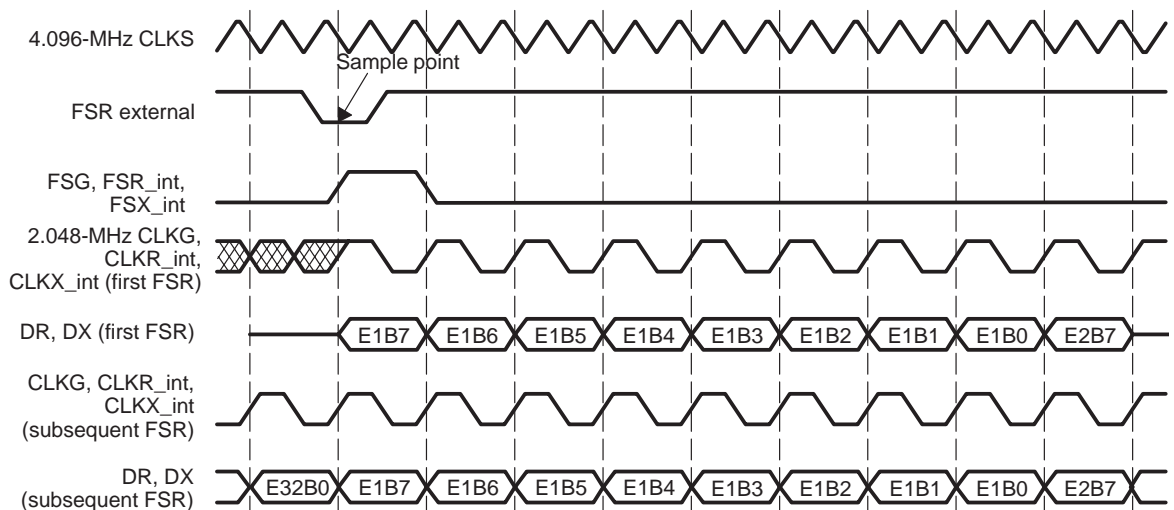 4.096-MHz CLKS
Sample point
FSR external
FSG, FSR_int,
FSX_int
2.048-MHz CLKG,
CLKR_int,
CLKX_int (first FSR)
DR, DX (first FSR)
E1B7 E1B6 E1B5 E1B4 E1B3 E1B2 E1B1 E1B0 E2B7
CLKG, CLKR_int,
CLKX_int
(subsequent FSR)
DR, DX
(subsequent FSR)
E32B0 E1B7 E1B6 E1B5 E1B4 E1B3 E1B2 E1B1 E1B0 E2B7